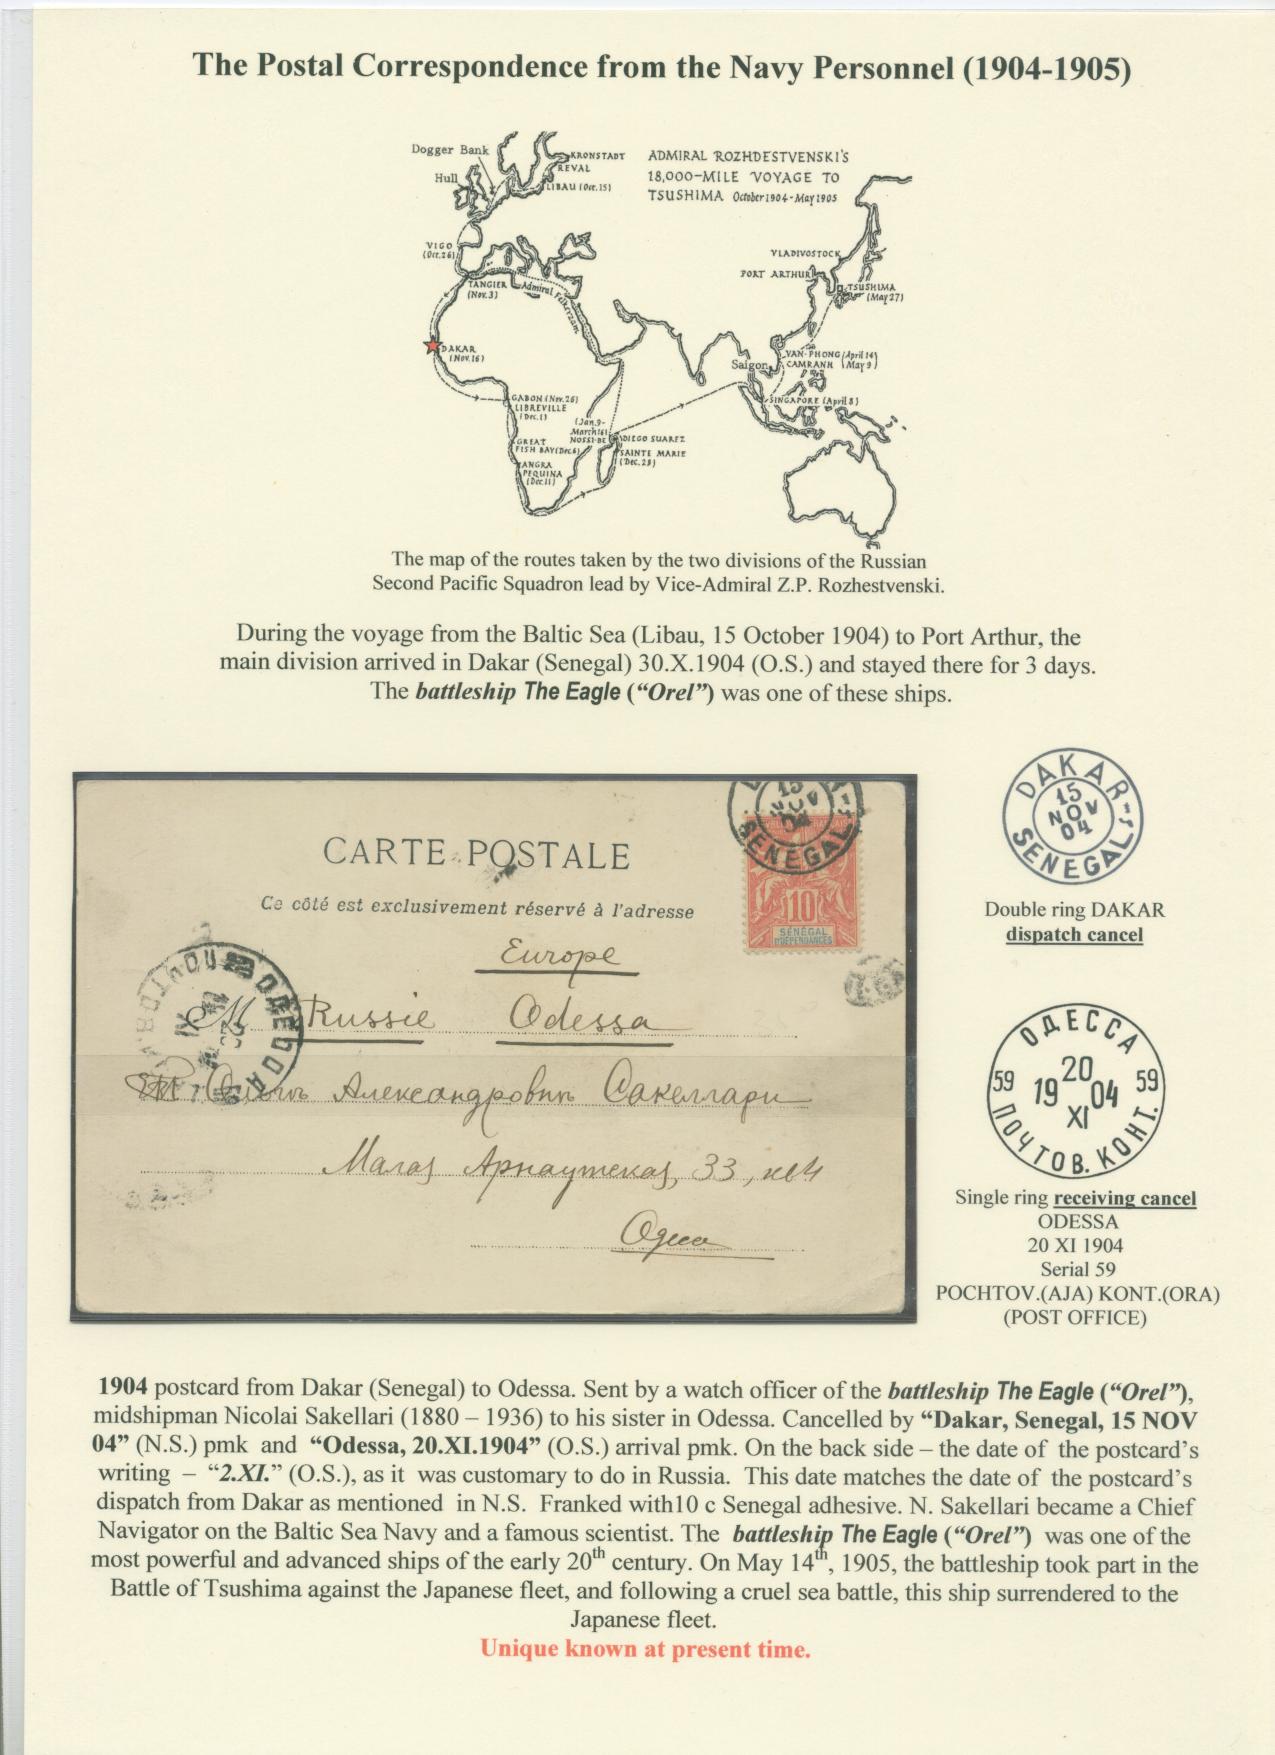 The Postal Correspondence from the Navy Personnel (1904-1905)
Dogger Bank
Hull
KRONSTADT
REVAL
LIBAU (Oct. 15)
ADMIRAL ROZHDESTVENSKI'S
18,000-MILE VOYAGE TO
TSUSHIMA October 1904-May 1905
VIGO
(Oct. 26)
VLADIVOSTOCK
PORT ARTHUR
TSUSHIMA
(May 27)
TANGIER
(Nov. 3)
Admiral Felkerzam
DAKAR
(Nov. 16)
VAN-PHONG (April 14)
CAMRANH (May 9)
Saigon
SINGAPORE (April 8)
GABON (Nov. 26)
LIBREVILLE
(Dec. 1)
(Jan. 9-
March 16)
NOSSI-BE
DIEGO SUAREZ
SAINTE MARIE
(Dec. 28)
GREAT
FISH BAY (Dec. 6)
ANGRA
PEQUINA
(Dec. 11)
The map of the routes taken by the two divisions of the Russian
Second Pacific Squadron lead by Vice-Admiral Z.P. Rozhestvenski.
During the voyage from the Baltic Sea (Libau, 15 October 1904) to Port Arthur, the
main division arrived in Dakar (Senegal) 30.X.1904 (O.S.) and stayed there for 3 days.
The battleship The Eagle (“Orel”) was one of these ships.
15
NOV
04
SENEGAL
CARTE POSTALE
Ce côté est exclusivement réservé à l'adresse
10
SÉNÉGAL
ET DÉPENDANCES
Europe
M Russie Odessa
Александровнѣ Сакеллари
Малая Арнаутская, 33, кв 4
Одесса
ОДЕССА
DAKAR
15
NOV
04
SENEGAL
Double ring DAKAR
dispatch cancel
ОДЕССА
59 20 59
19 04
XI
ПОЧТОВ. КОНТ.
Single ring receiving cancel
ODESSA
20 XI 1904
Serial 59
POCHTOV.(AJA) KONT.(ORA)
(POST OFFICE)
1904 postcard from Dakar (Senegal) to Odessa. Sent by a watch officer of the battleship The Eagle (“Orel”),
midshipman Nicolai Sakellari (1880 – 1936) to his sister in Odessa. Cancelled by “Dakar, Senegal, 15 NOV
04” (N.S.) pmk and “Odessa, 20.XI.1904” (O.S.) arrival pmk. On the back side – the date of the postcard’s
writing – “2.XI.” (O.S.), as it was customary to do in Russia. This date matches the date of the postcard’s
dispatch from Dakar as mentioned in N.S. Franked with10 c Senegal adhesive. N. Sakellari became a Chief
Navigator on the Baltic Sea Navy and a famous scientist. The battleship The Eagle (“Orel”) was one of the
most powerful and advanced ships of the early 20th century. On May 14th, 1905, the battleship took part in the
Battle of Tsushima against the Japanese fleet, and following a cruel sea battle, this ship surrendered to the
Japanese fleet.
Unique known at present time.